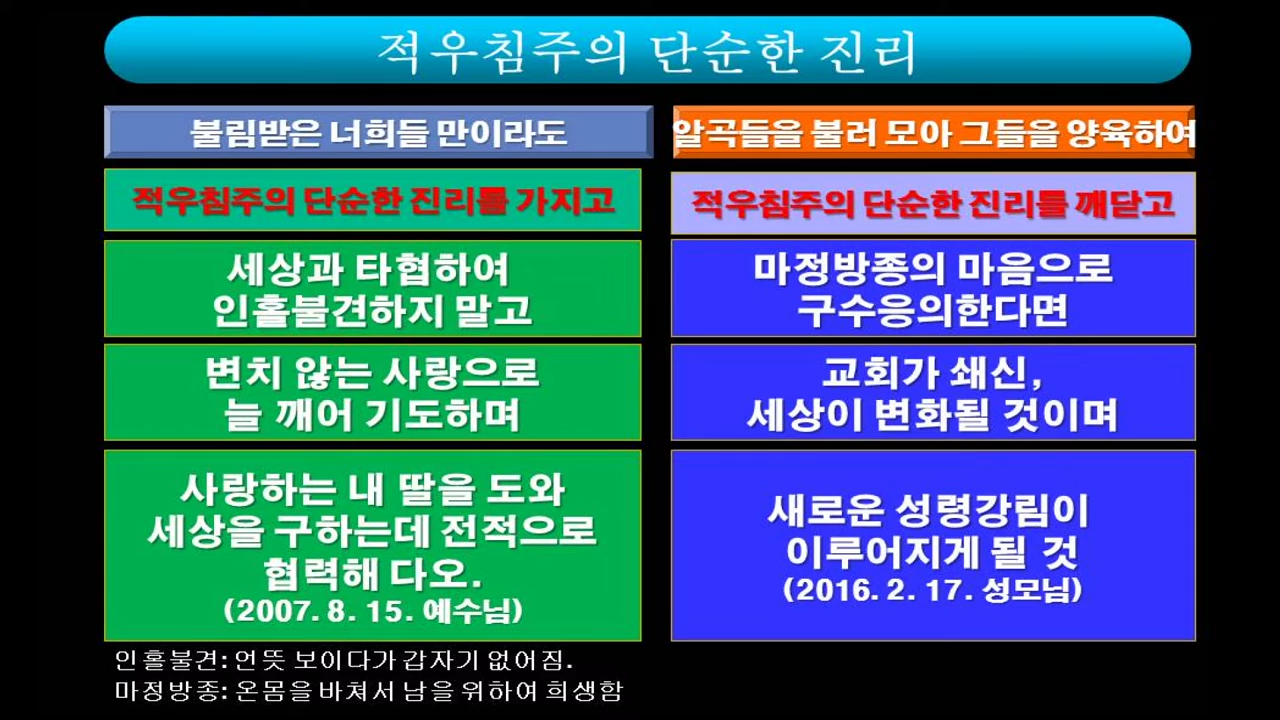 적우침주의 단순한 진리
불림받은 너희들 만이라도
적우침주의 단순한 진리를 가지고
세상과 타협하여
인홀불견하지 말고
변치 않는 사랑으로
늘 깨어 기도하며
사랑하는 내 딸을 도와
세상을 구하는데 전적으로
협력해 다오.
(2007. 8. 15. 예수님)
알곡들을 불러 모아 그들을 양육하여
적우침주의 단순한 진리를 깨닫고
마정방종의 마음으로
구수응의한다면
교회가 쇄신,
세상이 변화될 것이며
새로운 성령강림이
이루어지게 될 것
(2016. 2. 17. 성모님)
인홀불견: 언뜻 보이다가 갑자기 없어짐.
마정방종: 온몸을 바쳐서 남을 위하여 희생함